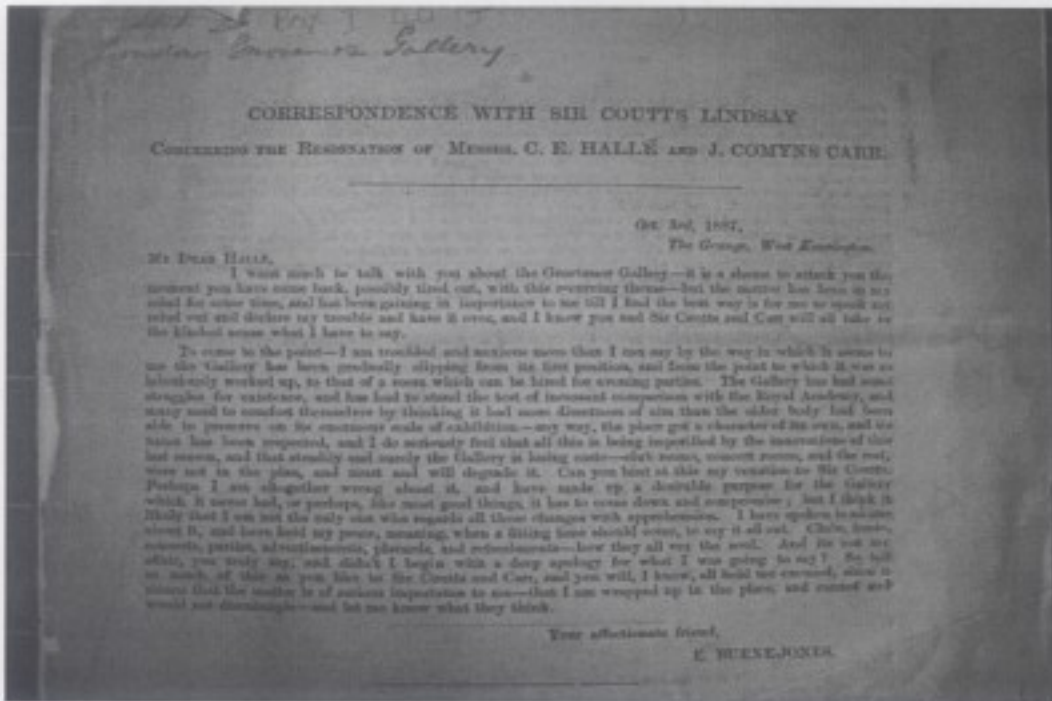 London Grosvenor Gallery
CORRESPONDENCE WITH SIR COUTTS LINDSAY
CONCERNING THE RESIGNATION OF MESSRS. C. E. HALLÉ AND J. COMYNS CARR.
Oct. 3rd, 1887,
The Grange, West Kensington.
MY DEAR HALLÉ,
I want much to talk with you about the Grosvenor Gallery—it is a shame to attack you the
moment you have come back, possibly tired out, with this recurring theme—but the matter has been in my
mind for some time, and has been gaining in importance to me till I find the best way is for me to speak my
mind out and declare my trouble and have it over, and I know you and Sir Coutts and Carr will all take in
the kindest sense what I have to say.
To come to the point—I am troubled and anxious more than I can say by the way in which it seems to
me the Gallery has been gradually slipping from its first position, and from the point to which it was so
laboriously worked up, to that of a room which can be hired for evening parties. The Gallery has had some
struggles for existence, and has had to stand the test of incessant comparison with the Royal Academy, and
many used to comfort themselves by thinking it had more directness of aim than the older body had been
able to preserve on its enormous scale of exhibition—any way, the place got a character of its own, and its
name has been respected, and I do seriously feel that all this is being imperilled by the innovations of this
last season, and that steadily and surely the Gallery is losing caste—club rooms, concert rooms, and the rest,
were not in the plan, and must and will degrade it. Can you hint at this my vexation to Sir Coutts.
Perhaps I am altogether wrong about it, and have made up a desirable purpose for the Gallery
which it never had, or perhaps, like most good things, it has to come down and compromise; but I think it
likely that I am not the only one who regards all these changes with apprehension. I have spoken to no one
about it, and have held my peace, meaning, when a fitting time should come, to say it all out. Clubs,
concerts, parties, advertisements, placards, and refreshments—how they all vex the soul. And its not my
affair, you truly say, and didn't I begin with a deep apology for what I was going to say? So tell
as much of this as you like to Sir Coutts and Carr, and you will, I know, all hold me excused, since it
means that the matter is of serious importance to me—that I am wrapped up in the place, and cannot and
would not dissimulate—and let me know what they think.
Your affectionate friend,
E. BURNE-JONES.